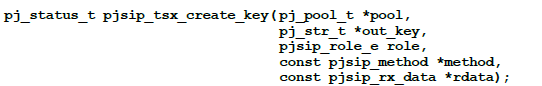 pj_status_t pjsip_tsx_create_key(pj_pool_t *pool,
pj_str_t *out_key,
pjsip_role_e role,
const pjsip_method *method,
const pjsip_rx_data *rdata);